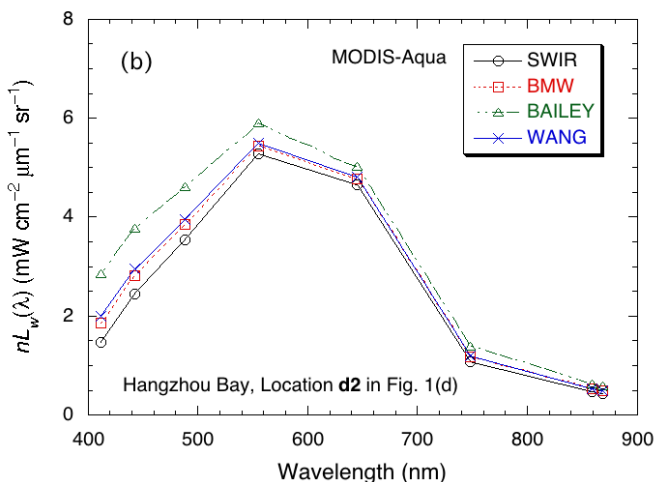 8
6
4
2
0
nLw(λ) (mW cm⁻² μm⁻¹ sr⁻¹)
(b)
MODIS-Aqua
SWIR
BMW
BAILEY
WANG
Hangzhou Bay, Location d2 in Fig. 1(d)
400 500 600 700 800 900
Wavelength (nm)